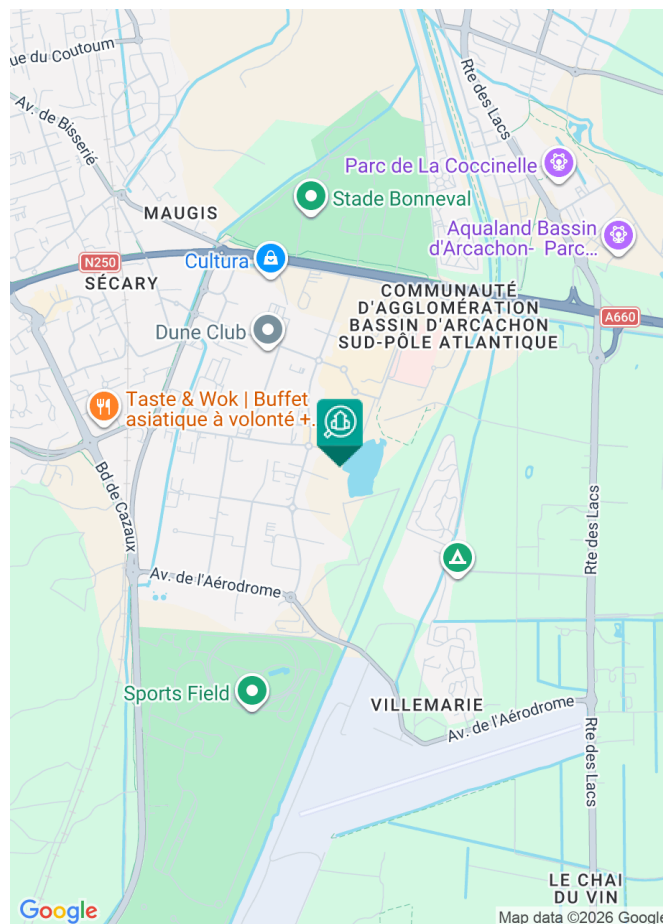 ue du Coutoum
Rte des Lacs
Av. de Bisserié
Parc de La Coccinelle
Stade Bonneval
MAUGIS
Aqualand Bassin
d'Arcachon- Parc...
N250
Cultura
SÉCARY
COMMUNAUTÉ
D'AGGLOMÉRATION
BASSIN D'ARCACHON
SUD-PÔLE ATLANTIQUE
A660
Dune Club
Taste & Wok | Buffet
asiatique à volonté +...
Bd de Cazaux
Rte des Lacs
Av. de l'Aérodrome
Sports Field
VILLEMARIE
Av. de l'Aérodrome
Rte des Lacs
LE CHAI
DU VIN
Google
Map data ©2026 Google